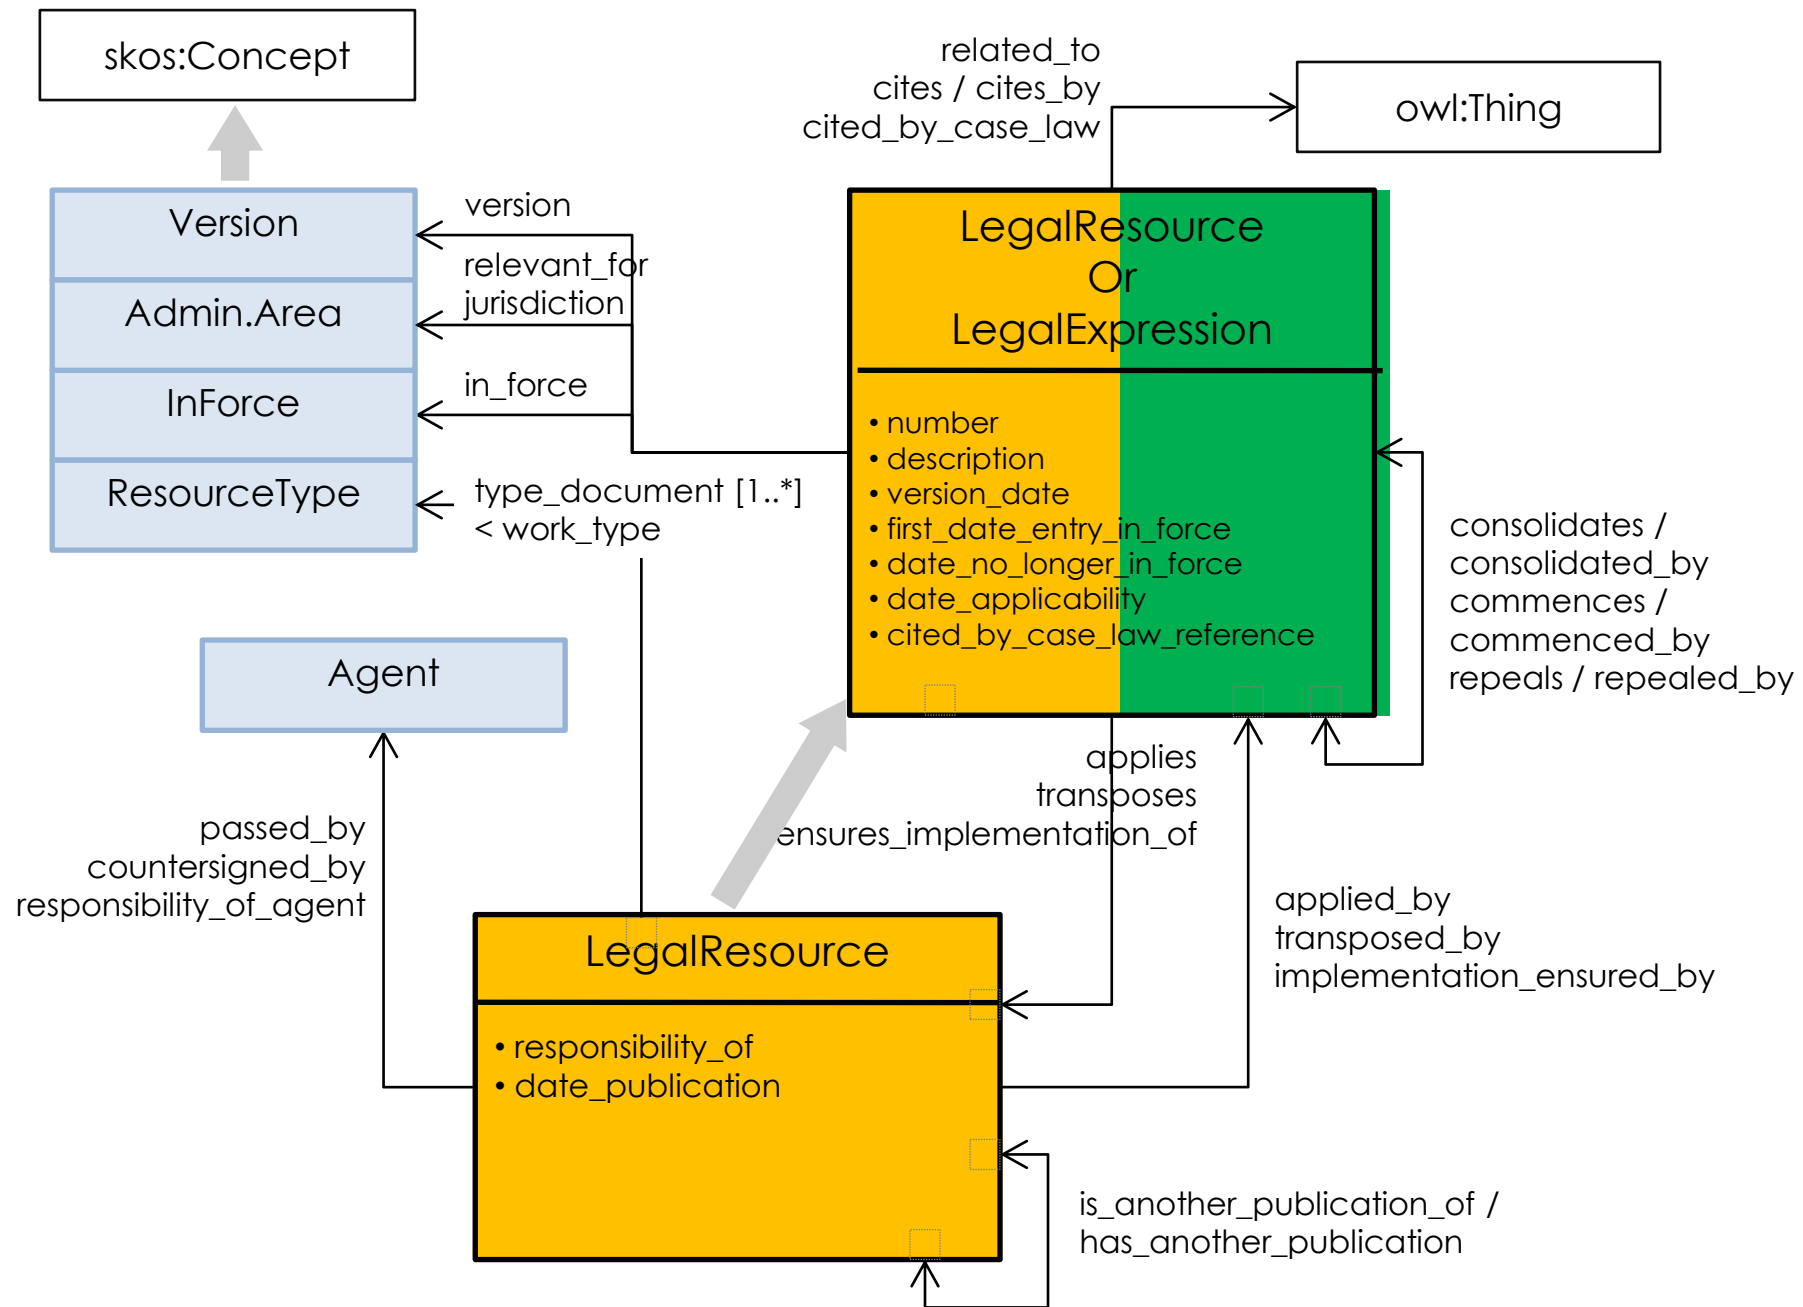 skos:Concept
related_to
cites / cites_by
cited_by_case_law
owl:Thing
Version
Admin.Area
InForce
ResourceType
version
relevant_for
jurisdiction
in_force
type_document [1..*]
< work_type
LegalResource
Or
LegalExpression
• number
• description
• version_date
• first_date_entry_in_force
• date_no_longer_in_force
• date_applicability
• cited_by_case_law_reference
consolidates /
consolidated_by
commences /
commenced_by
repeals / repealed_by
Agent
passed_by
countersigned_by
responsibility_of_agent
applies
transposes
ensures_implementation_of
applied_by
transposed_by
implementation_ensured_by
LegalResource
• responsibility_of
• date_publication
is_another_publication_of /
has_another_publication